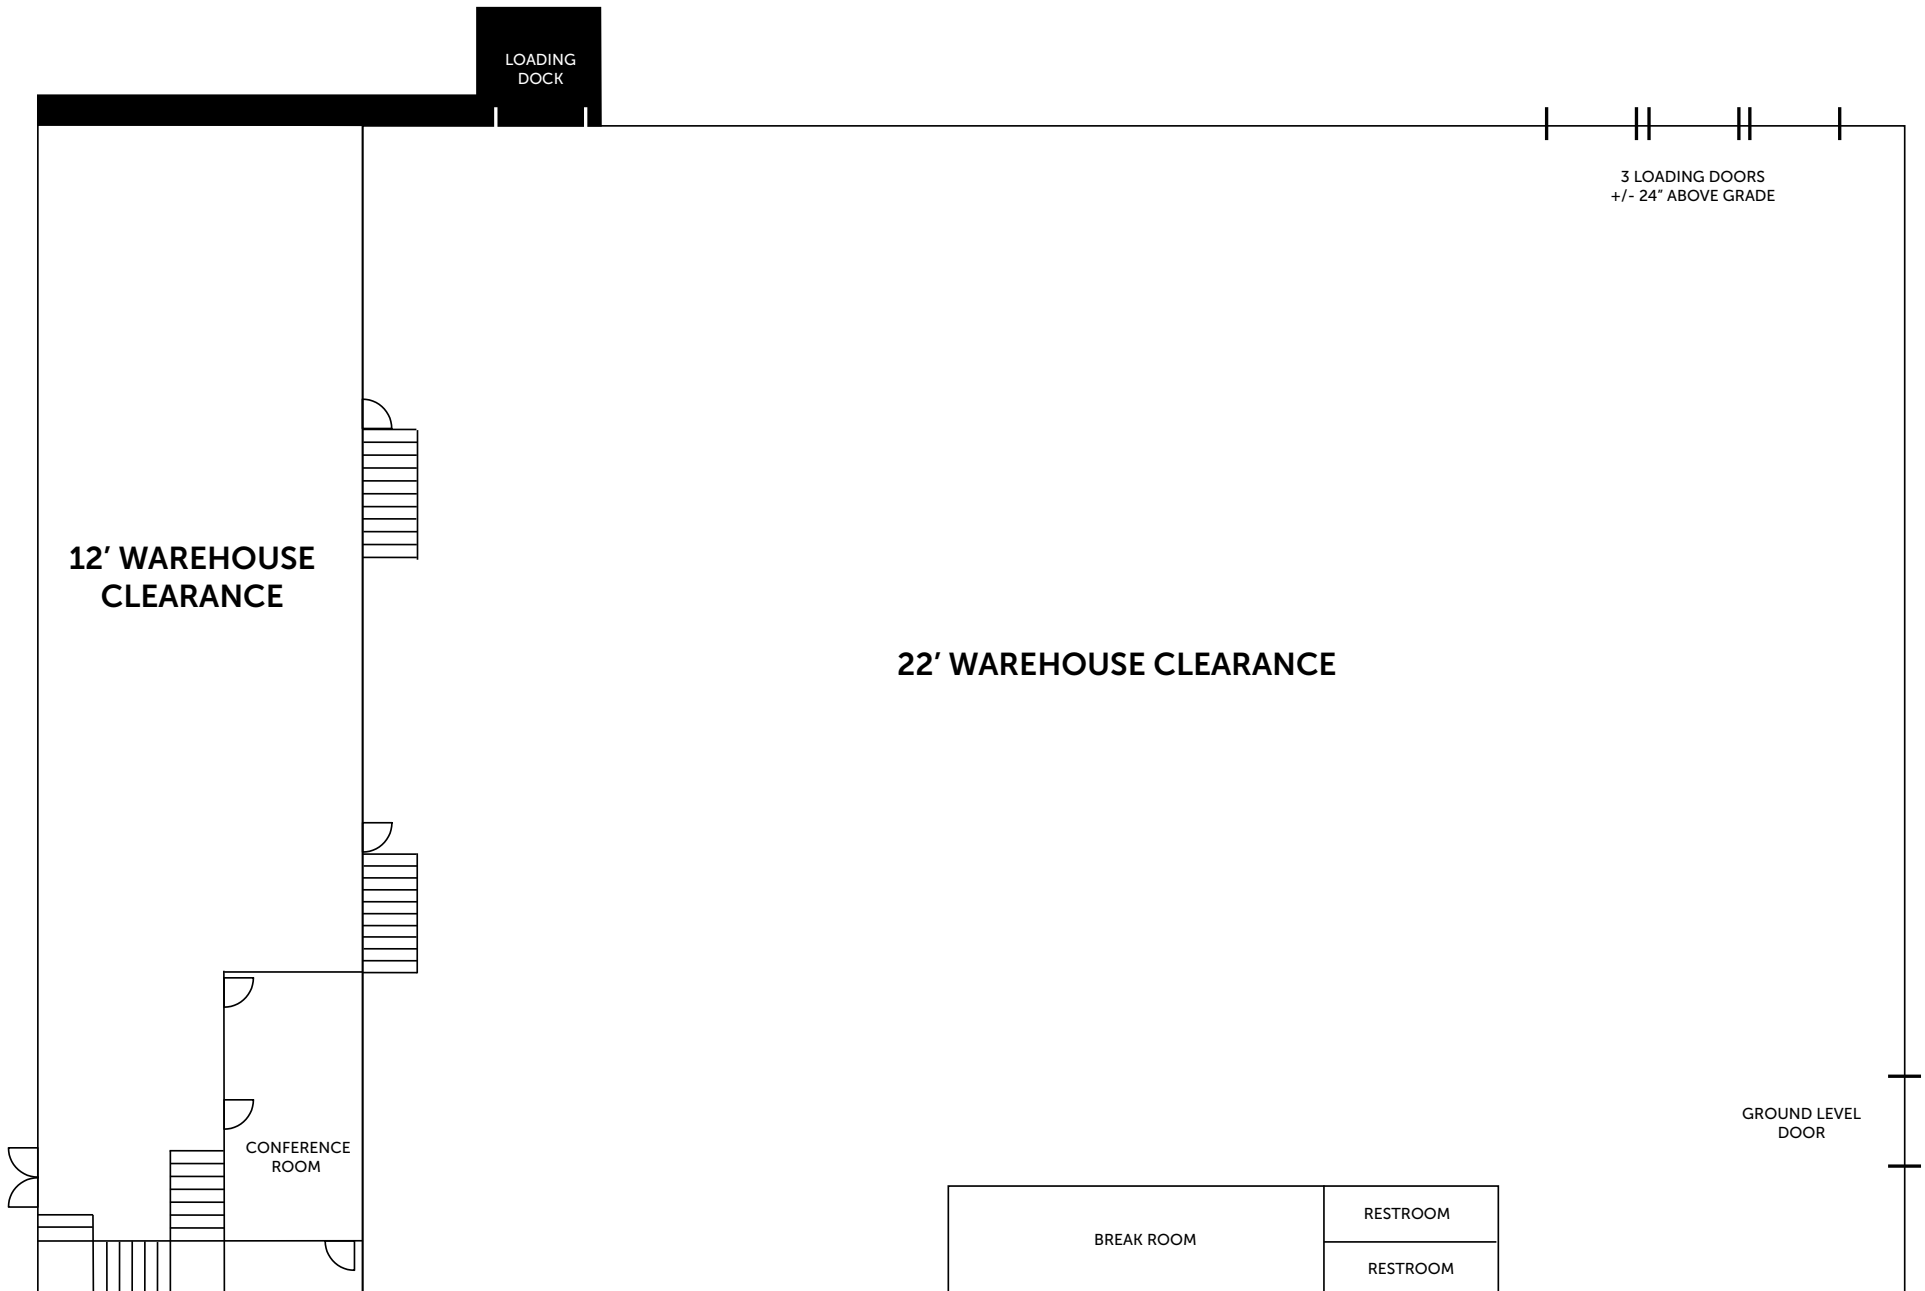 LOADING
DOCK
3 LOADING DOORS
+/- 24” ABOVE GRADE
12’ WAREHOUSE
CLEARANCE
22’ WAREHOUSE CLEARANCE
GROUND LEVEL
DOOR
CONFERENCE
ROOM
BREAK ROOM
RESTROOM
RESTROOM